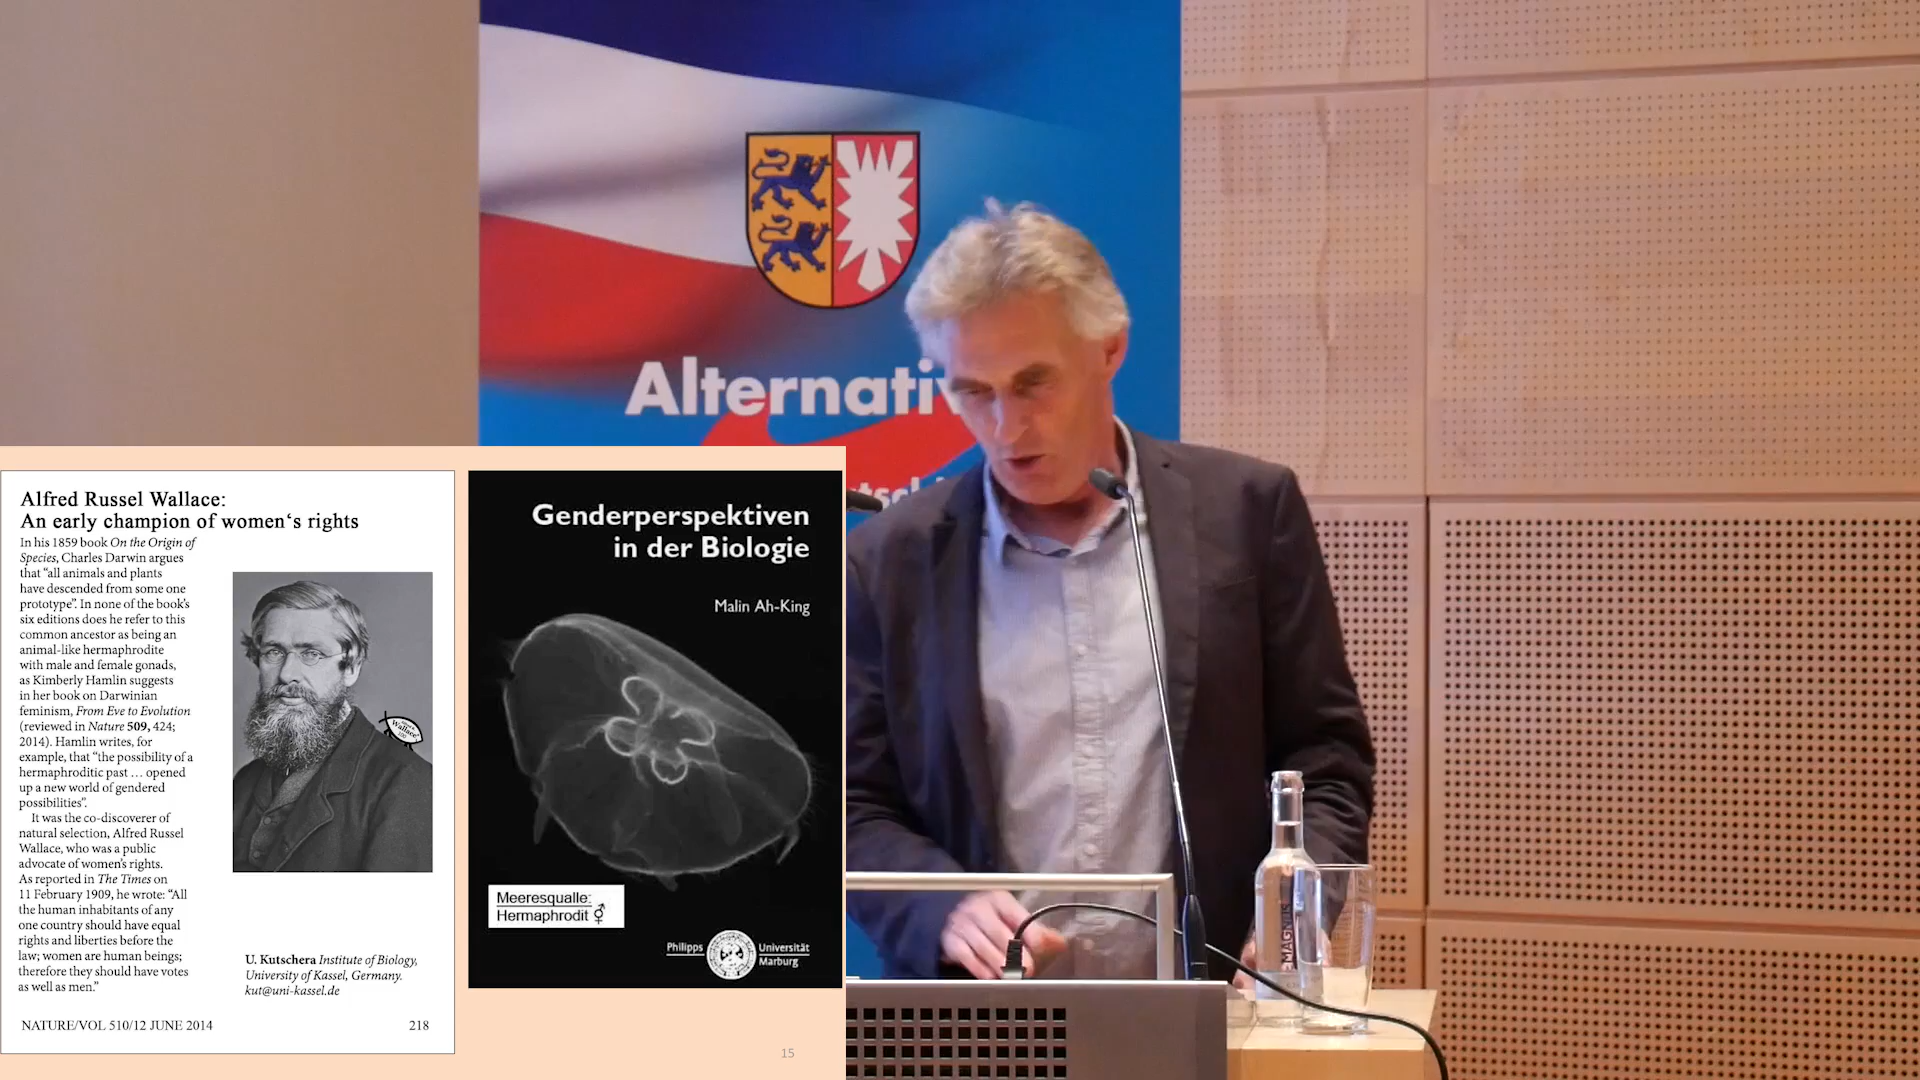 Alternativ
Alfred Russel Wallace:
An early champion of women‘s rights
In his 1859 book On the Origin of
Species, Charles Darwin argues
that “all animals and plants
have descended from some one
prototype”. In none of the book’s
six editions does he refer to this
common ancestor as being an
animal-like hermaphrodite
with male and female gonads,
as Kimberly Hamlin suggests
in her book on Darwinian
feminism, From Eve to Evolution
(reviewed in Nature 509, 424;
2014). Hamlin writes, for
example, that “the possibility of a
hermaphroditic past … opened
up a new world of gendered
possibilities”.
It was the co-discoverer of
natural selection, Alfred Russel
Wallace, who was a public
advocate of women’s rights.
As reported in The Times on
11 February 1909, he wrote: “All
the human inhabitants of any
one country should have equal
rights and liberties before the
law; women are human beings;
therefore they should have votes
as well as men.”
Wallace
U. Kutschera Institute of Biology,
University of Kassel, Germany.
kut@uni-kassel.de
NATURE/VOL 510/12 JUNE 2014
218
Genderperspektiven
in der Biologie
Malin Ah-King
Meeresqualle:
Hermaphrodit ⚥
Philipps Universität
Marburg
15
MAGNUS